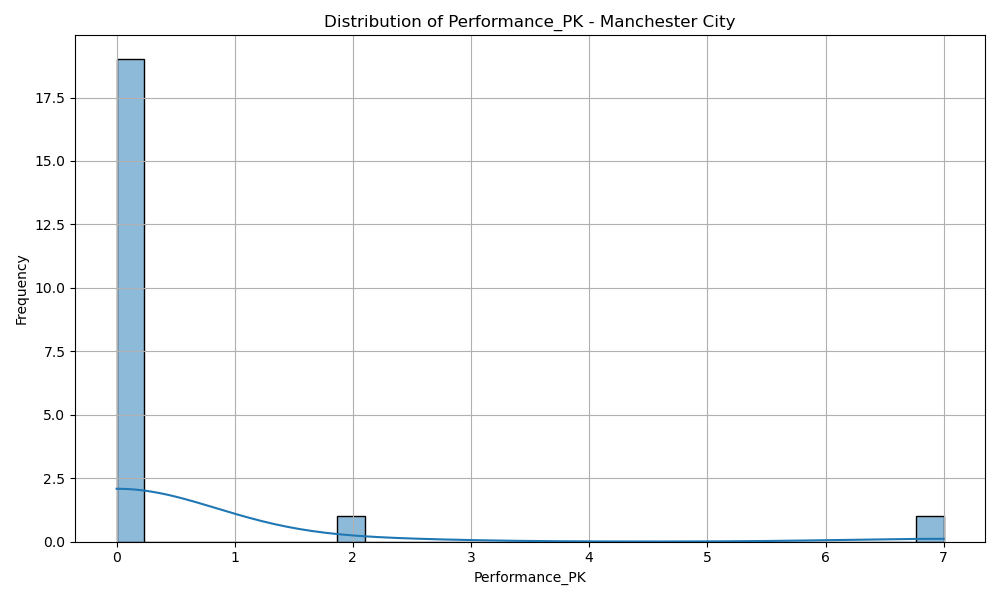 Distribution of Performance_PK - Manchester City
Frequency
17.5
15.0
12.5
10.0
7.5
5.0
2.5
0.0
0 1 2 3 4 5 6 7
Performance_PK